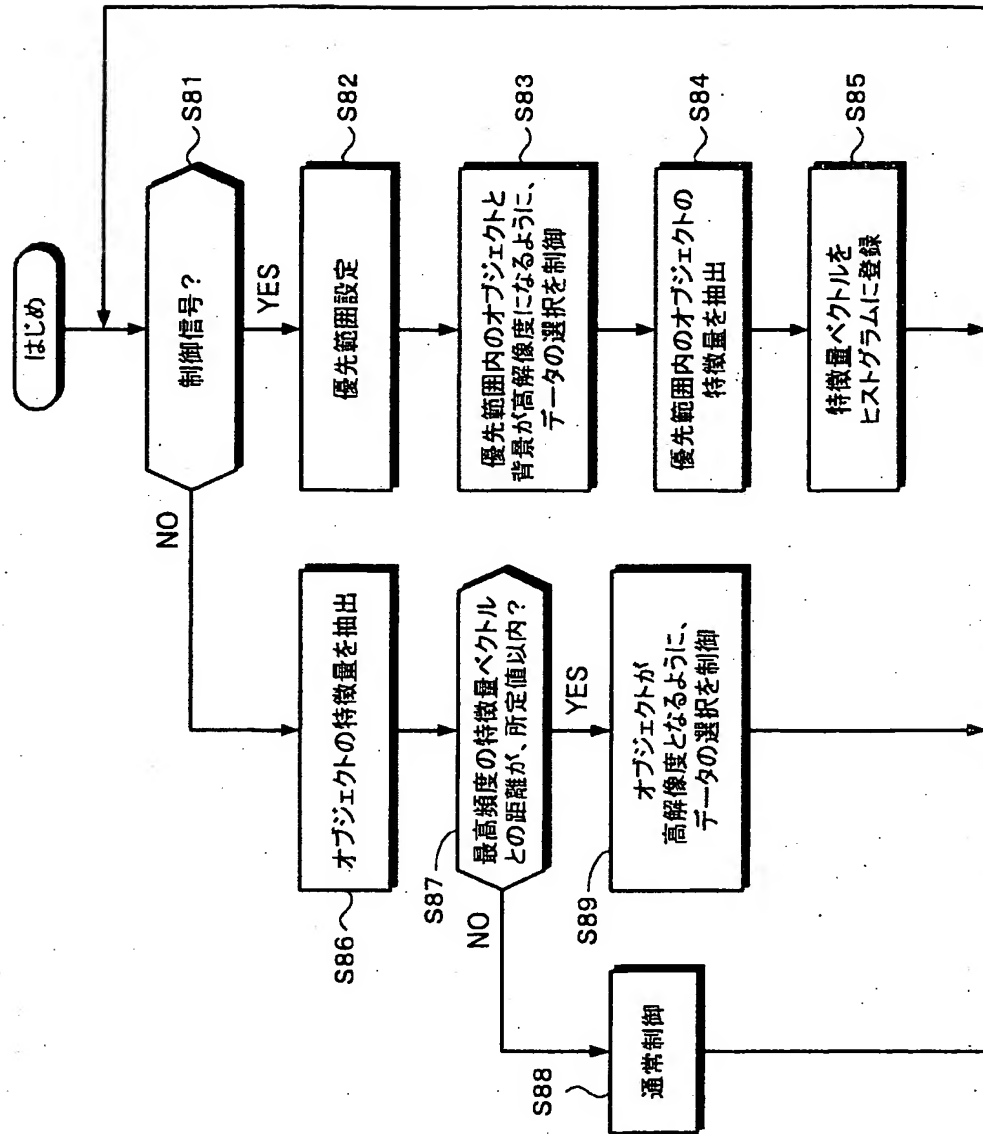 はじめ
制御信号?
S81
YES
NO
優先範囲設定
S82
優先範囲内のオブジェクトと
背景が高解像度になるように、
データの選択を制御
S83
優先範囲内のオブジェクトの
特徴量を抽出
S84
特徴量ベクトルを
ヒストグラムに登録
S85
オブジェクトの特徴量を抽出
S86
最高頻度の特徴量ベクトル
との距離が、所定値以内?
S87
YES
NO
オブジェクトが
高解像度となるように、
データの選択を制御
S89
通常制御
S88